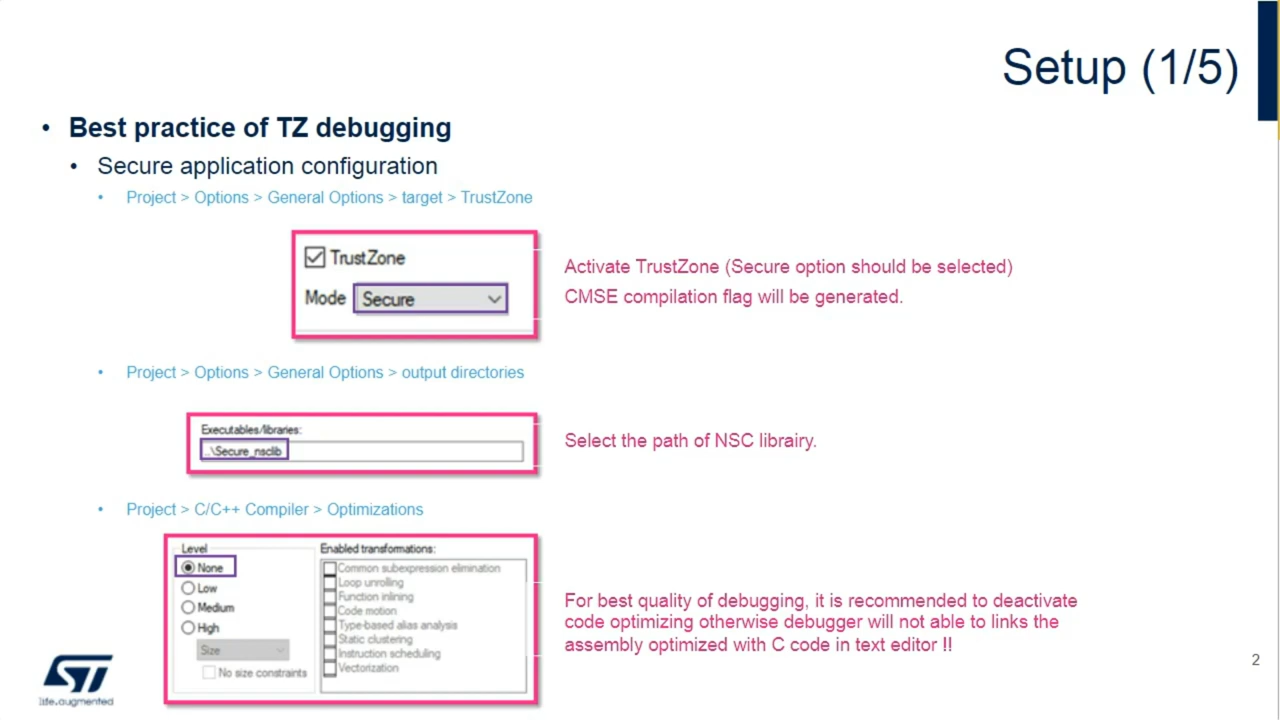 Setup (1/5)
• Best practice of TZ debugging
• Secure application configuration
• Project > Options > General Options > target > TrustZone
TrustZone
Mode Secure
Activate TrustZone (Secure option should be selected)
CMSE compilation flag will be generated.
• Project > Options > General Options > output directories
Executables/libraries:
..\Secure_nsclib
Select the path of NSC librairy.
• Project > C/C++ Compiler > Optimizations
Level
None
Low
Medium
High
Size
No size constraints
Enabled transformations:
Common subexpression elimination
Loop unrolling
Function inlining
Code motion
Type-based alias analysis
Static clustering
Instruction scheduling
Vectorization
For best quality of debugging, it is recommended to deactivate
code optimizing otherwise debugger will not able to links the
assembly optimized with C code in text editor !!
ST
life.augmented
2